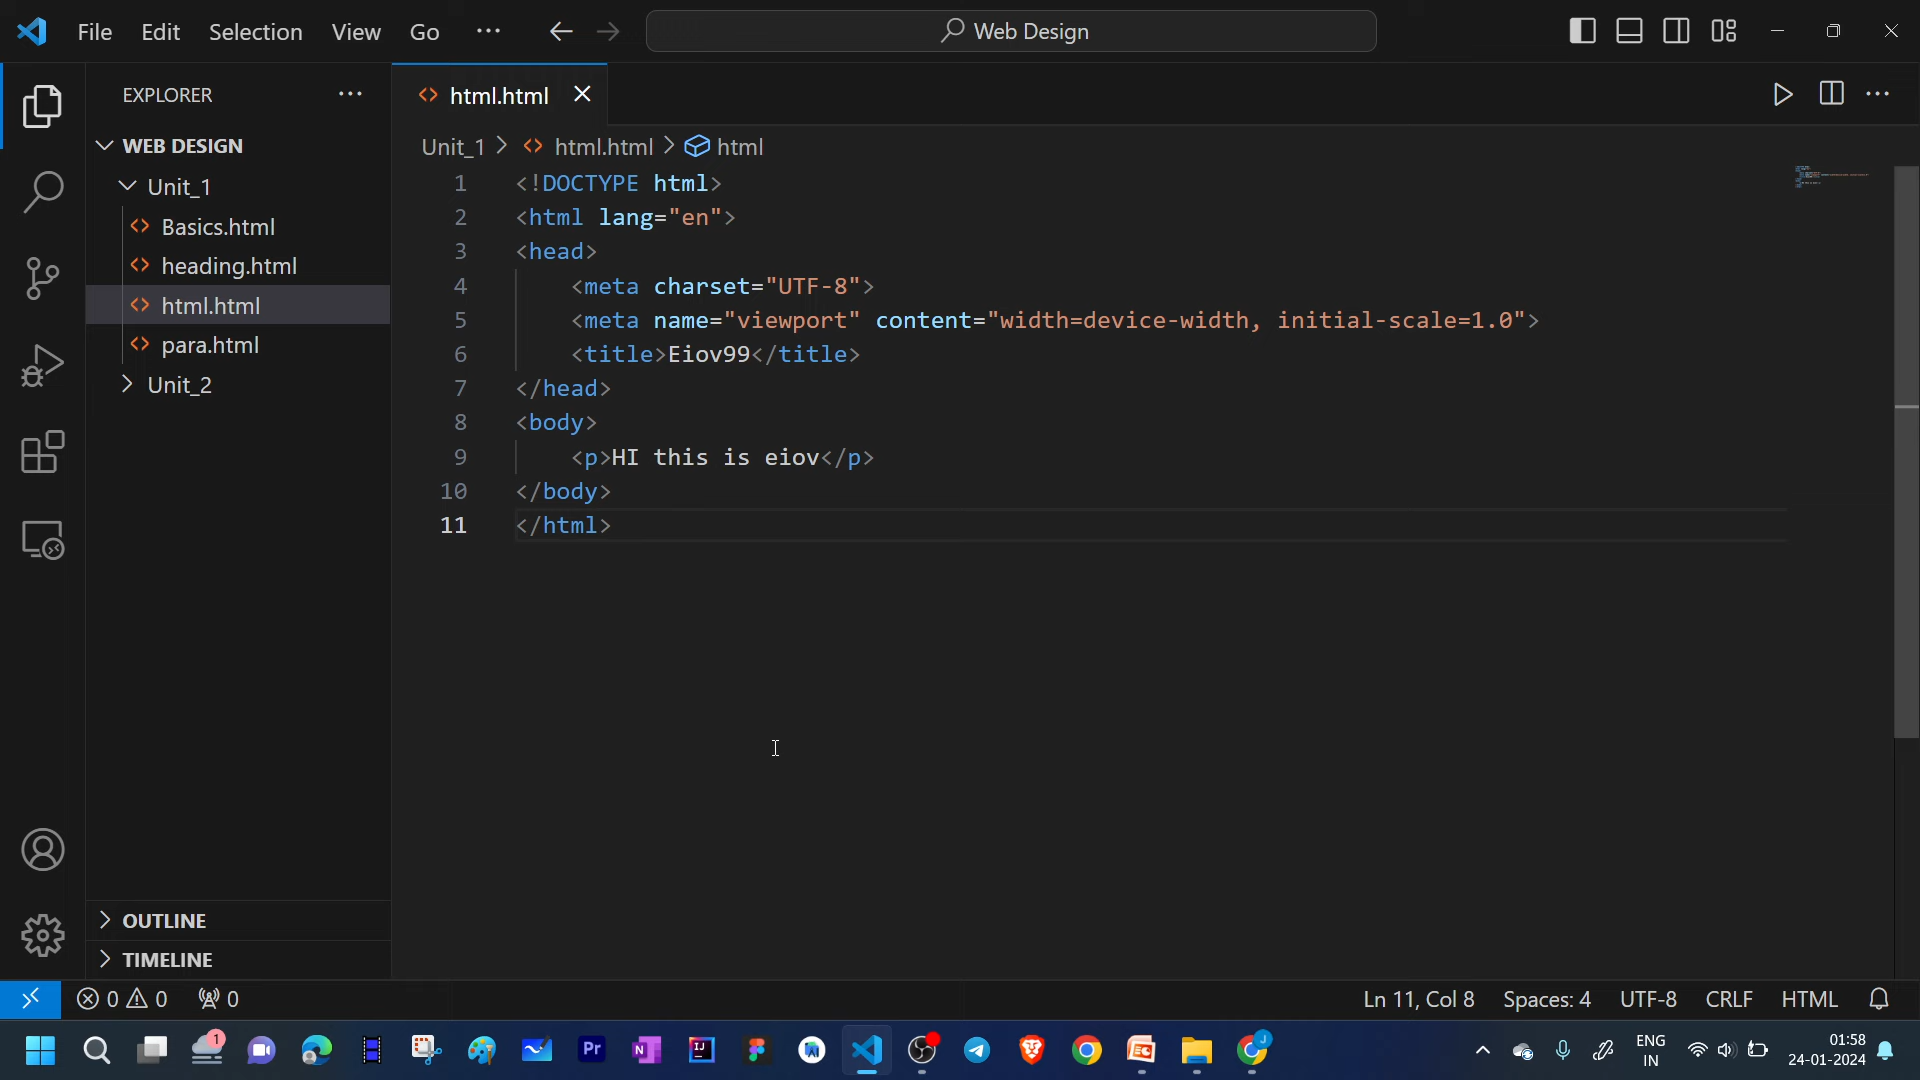 File Edit Selection View Go ··· Web Design
EXPLORER
WEB DESIGN
Unit_1
Basics.html
heading.html
html.html
para.html
Unit_2
OUTLINE
TIMELINE
html.html
Unit_1 > html.html > html
1 <!DOCTYPE html>
2 <html lang="en">
3 <head>
4 <meta charset="UTF-8">
5 <meta name="viewport" content="width=device-width, initial-scale=1.0">
6 <title>Eiov99</title>
7 </head>
8 <body>
9 <p>HI this is eiov</p>
10 </body>
11 </html>
0 0 0 Ln 11, Col 8 Spaces: 4 UTF-8 CRLF HTML
1 Pr N IJ J ENG 01:58
IN 24-01-2024